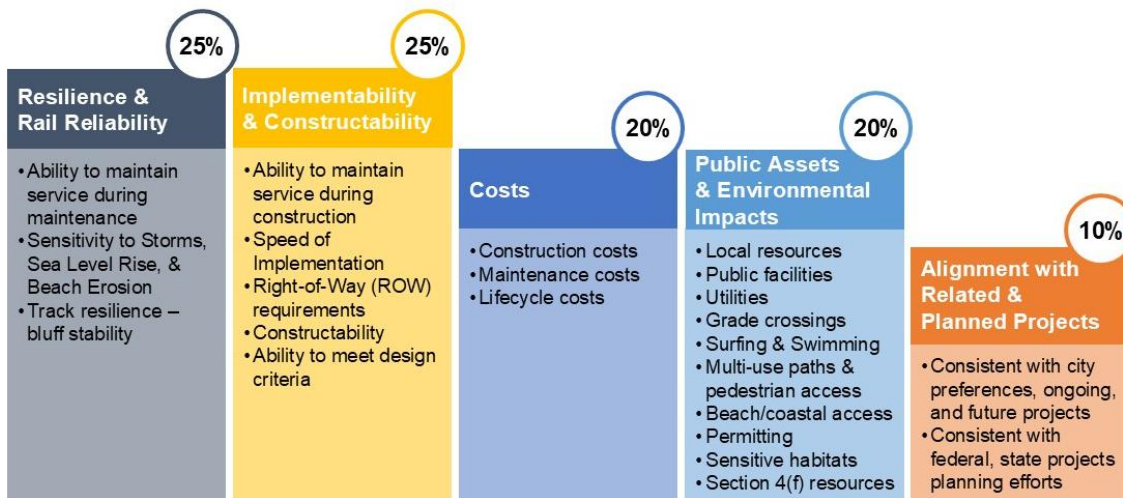 25%
Resilience &
Rail Reliability
•Ability to maintain
service during
maintenance
•Sensitivity to Storms,
Sea Level Rise, &
Beach Erosion
•Track resilience –
bluff stability
25%
Implementability
& Constructability
•Ability to maintain
service during
construction
•Speed of
Implementation
•Right-of-Way (ROW)
requirements
•Constructability
•Ability to meet design
criteria
20%
Costs
•Construction costs
•Maintenance costs
•Lifecycle costs
20%
Public Assets
& Environmental
Impacts
•Local resources
•Public facilities
•Utilities
•Grade crossings
•Surfing & Swimming
•Multi-use paths &
pedestrian access
•Beach/coastal access
•Permitting
•Sensitive habitats
•Section 4(f) resources
10%
Alignment with
Related &
Planned Projects
•Consistent with city
preferences, ongoing,
and future projects
•Consistent with
federal, state projects
planning efforts